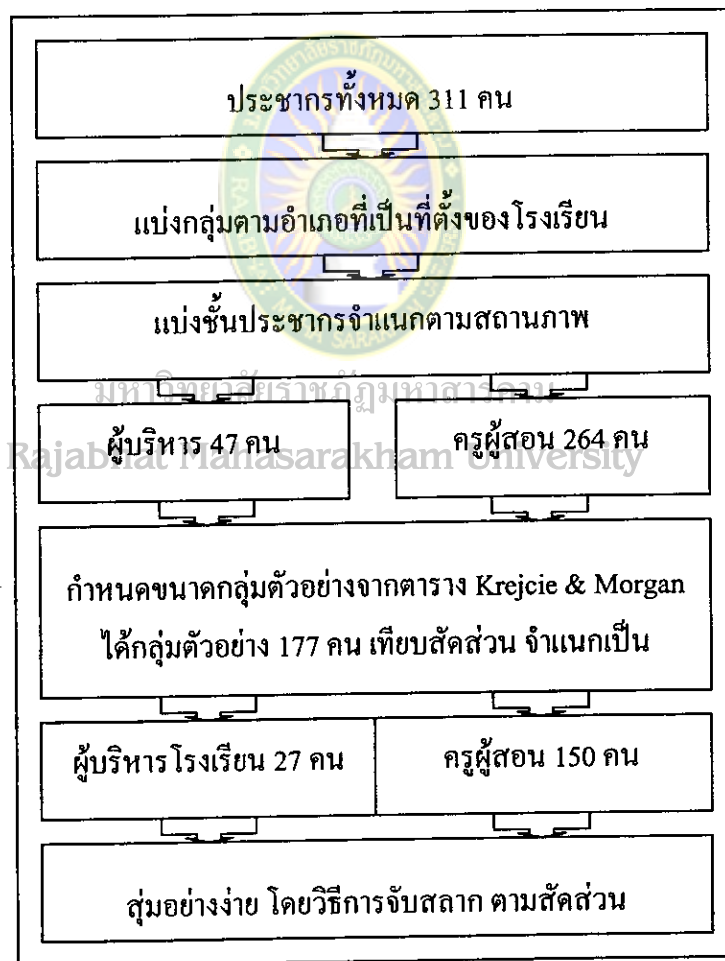 ประชากรทั้งหมด 311 คน
แบ่งกลุ่มตามอำเภอที่เป็นที่ตั้งของโรงเรียน
แบ่งชั้นประชากรจำแนกตามสถานภาพ
มหาวิทยาลัยราชภัฏมหาสารคาม
ผู้บริหาร 47 คน
ครูผู้สอน 264 คน
Rajabhat Mahasarakham University
กำหนดขนาดกลุ่มตัวอย่างจากตาราง Krejcie & Morgan
ได้กลุ่มตัวอย่าง 177 คน เทียบสัดส่วน จำแนกเป็น
ผู้บริหารโรงเรียน 27 คน
ครูผู้สอน 150 คน
สุ่มอย่างง่าย โดยวิธีการจับสลาก ตามสัดส่วน